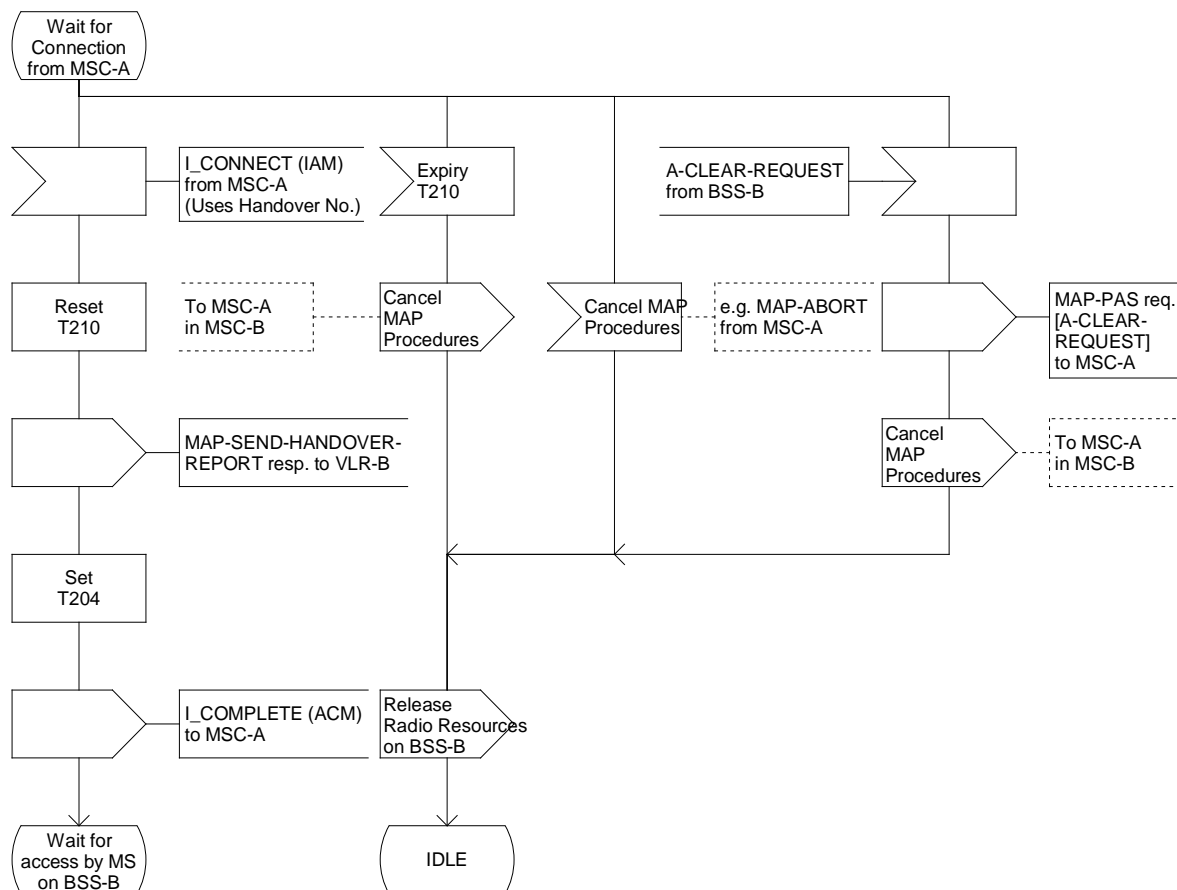 Wait for
Connection
from MSC-A
I_CONNECT (IAM)
from MSC-A
(Uses Handover No.)
Expiry
T210
A-CLEAR-REQUEST
from BSS-B
Reset
T210
To MSC-A
in MSC-B
Cancel
MAP
Procedures
Cancel MAP
Procedures
e.g. MAP-ABORT
from MSC-A
MAP-PAS req.
[A-CLEAR-
REQUEST]
to MSC-A
MAP-SEND-HANDOVER-
REPORT resp. to VLR-B
Cancel
MAP
Procedures
To MSC-A
in MSC-B
Set
T204
I_COMPLETE (ACM)
to MSC-A
Release
Radio Resources
on BSS-B
Wait for
access by MS
on BSS-B
IDLE